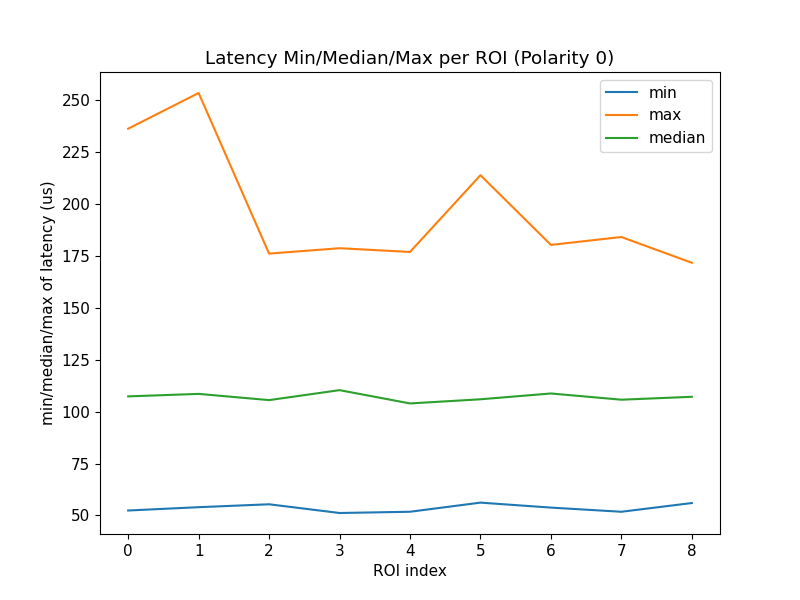 Latency Min/Median/Max per ROI (Polarity 0)
min
max
median
min/median/max of latency (us)
250
225
200
175
150
125
100
75
50
0 1 2 3 4 5 6 7 8
ROI index